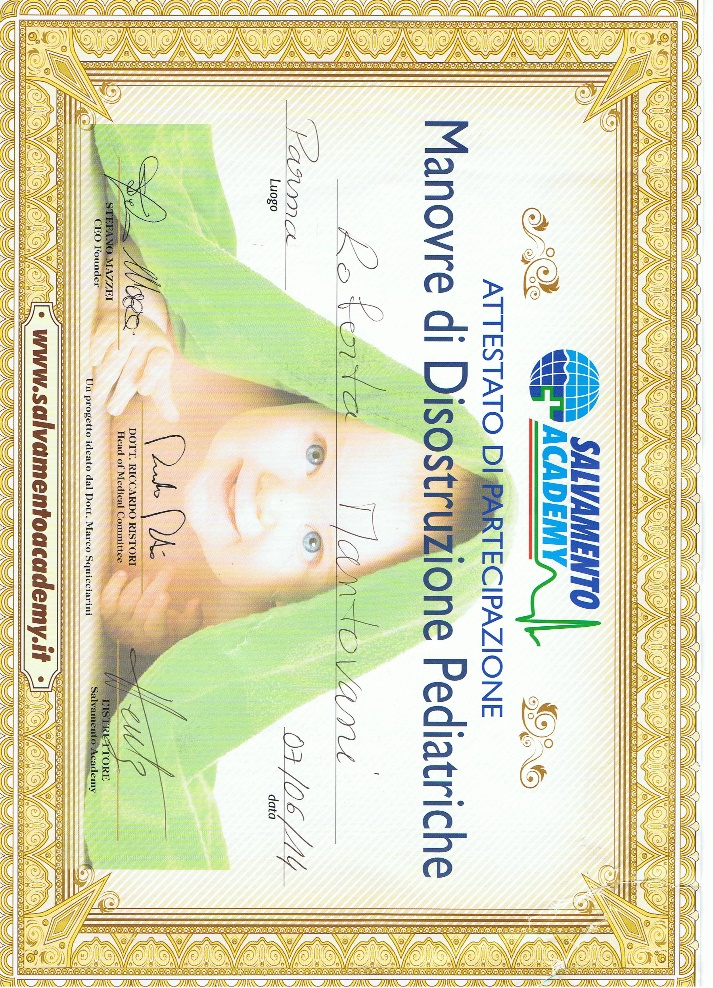 SALVAMENTO
ACADEMY
ATTESTATO DI PARTECIPAZIONE
Manovre di Disostruzione Pediatriche
Roberta Mantovani
Parma
Luogo
07/06/14
data
STEFANO MAZZEI
CEO Founder
DOTT. RICCARDO RISTORI
Head of Medical Committee
L'ISTRUTTORE
Salvamento Academy
Un progetto ideato dal Dott. Marco Squicciarini
• www.salvamentoacademy.it •